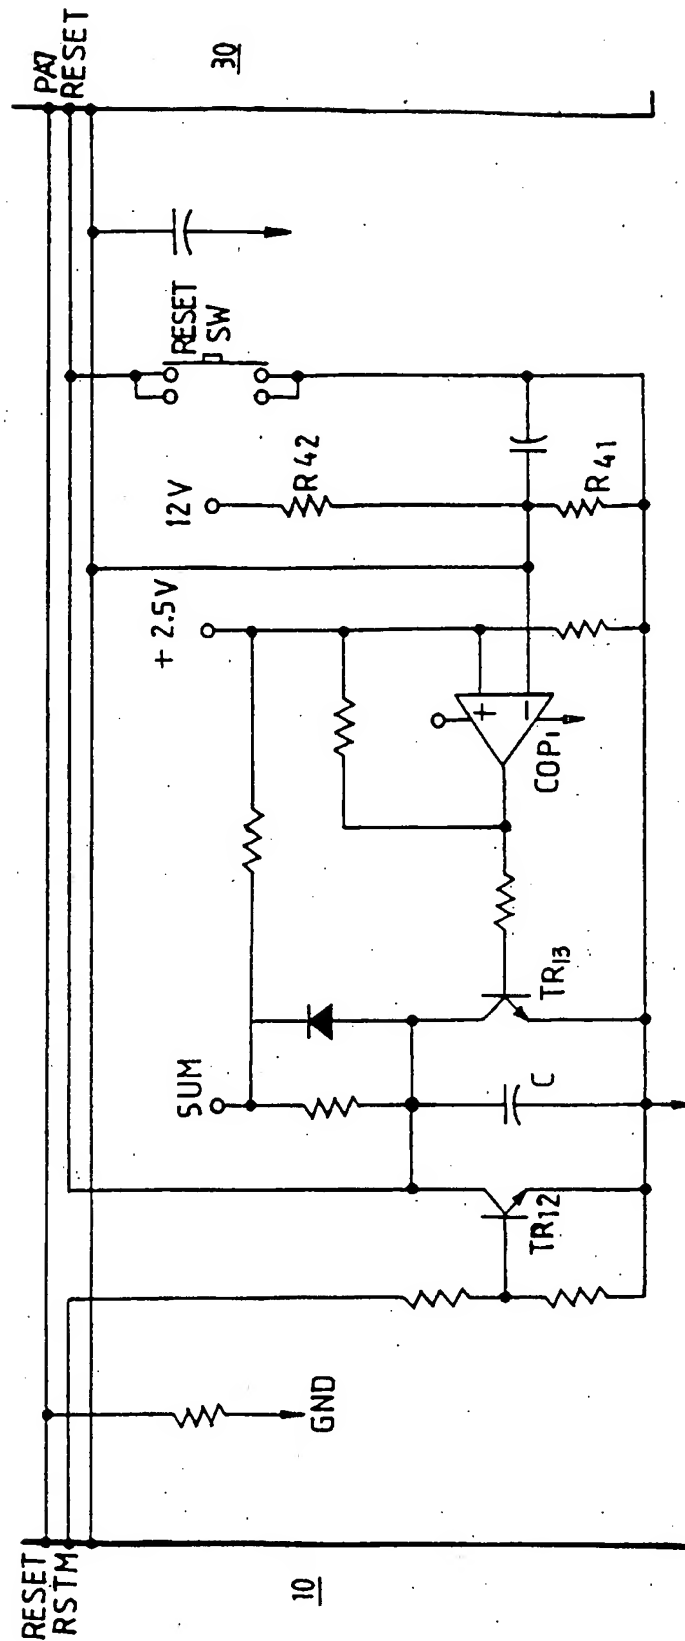 RESET
RSTM
10
GND
SUM
TR12
C
TR13
+ 2.5V
+
-
COP1
12V
R42
R41
RESET
SW
PA7
RESET
30